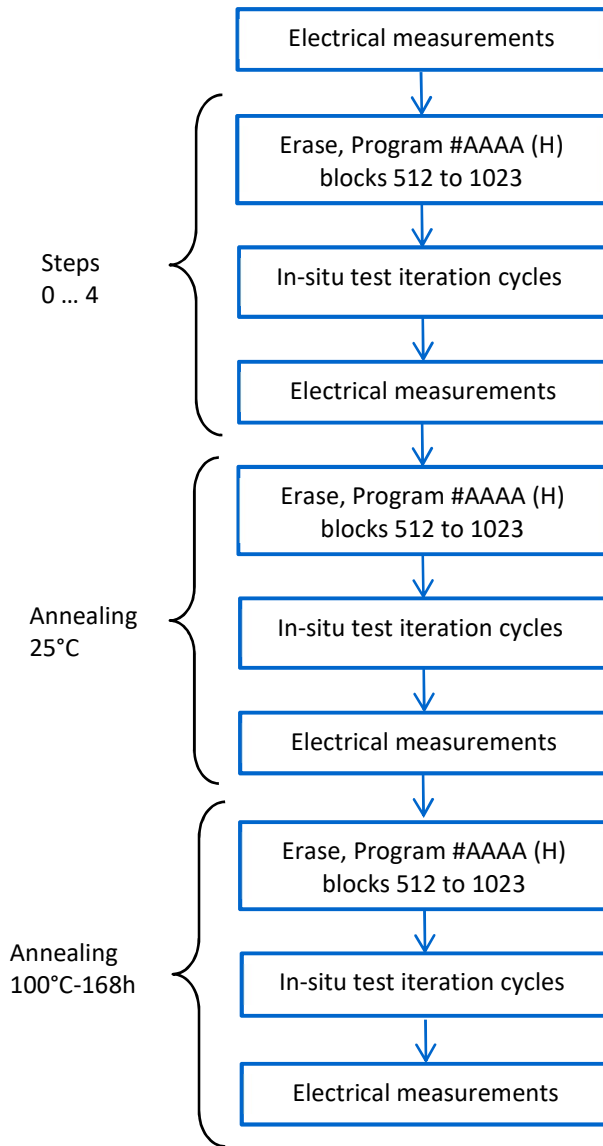 Electrical measurements
Erase, Program #AAAA (H)
blocks 512 to 1023
Steps
0 … 4
In-situ test iteration cycles
Electrical measurements
Erase, Program #AAAA (H)
blocks 512 to 1023
Annealing
25°C
In-situ test iteration cycles
Electrical measurements
Erase, Program #AAAA (H)
blocks 512 to 1023
Annealing
100°C-168h
In-situ test iteration cycles
Electrical measurements